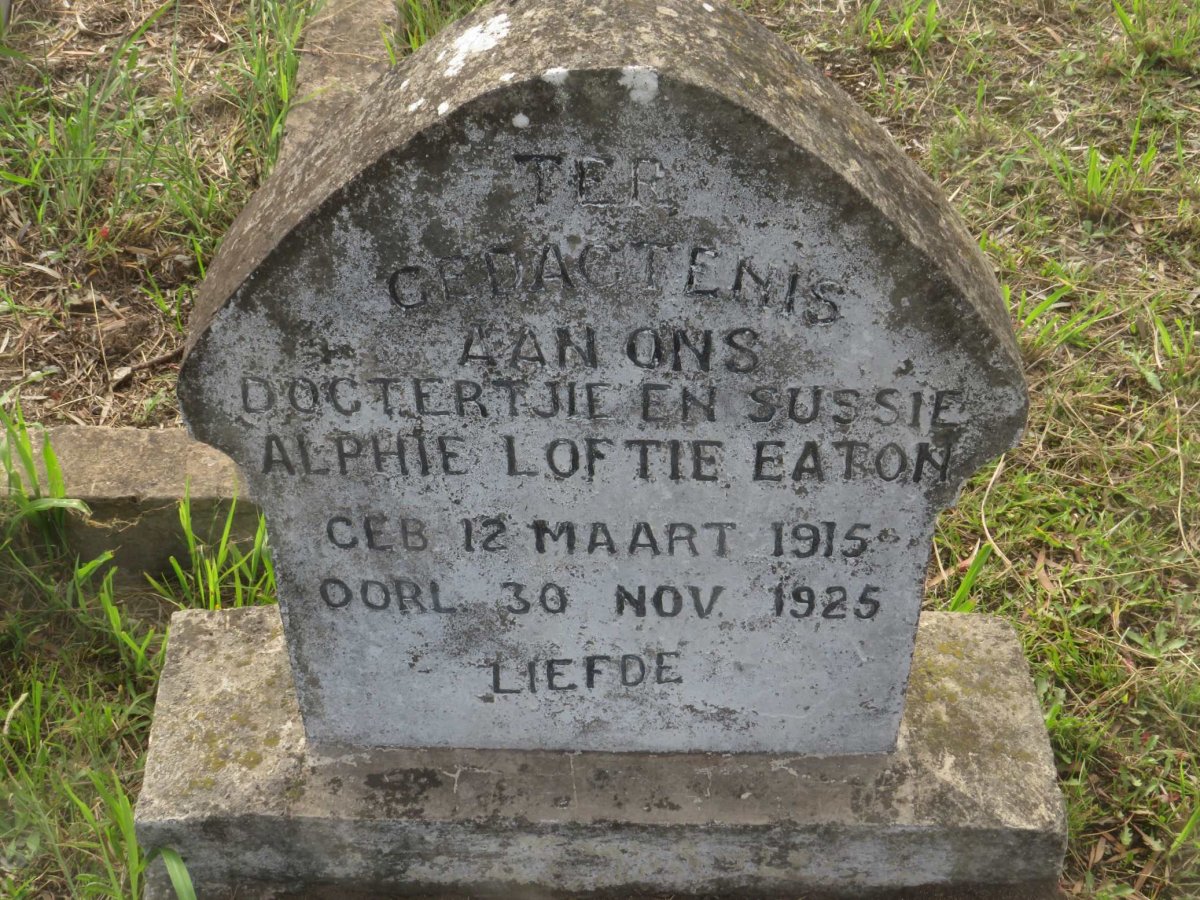 TER
GEDACTENIS
AAN ONS
DOCTERTJIE EN SUSSIE
ALPHIE LOFTIE EATON
GEB 12 MAART 1915
OORL 30 NOV. 1925
LIEFDE